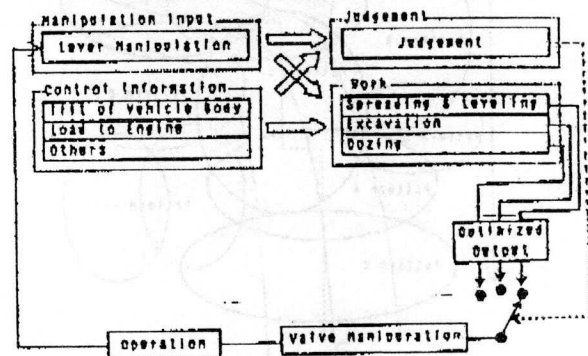 Manipulation Input
Lever Manipulation
Judgement
Judgement
Control Information
Tilt of Vehicle Body
Load to Engine
Others
Work
Spreading & Leveling
Excavation
Dozing
Optimized
Output
Valve Manipuration
Operation